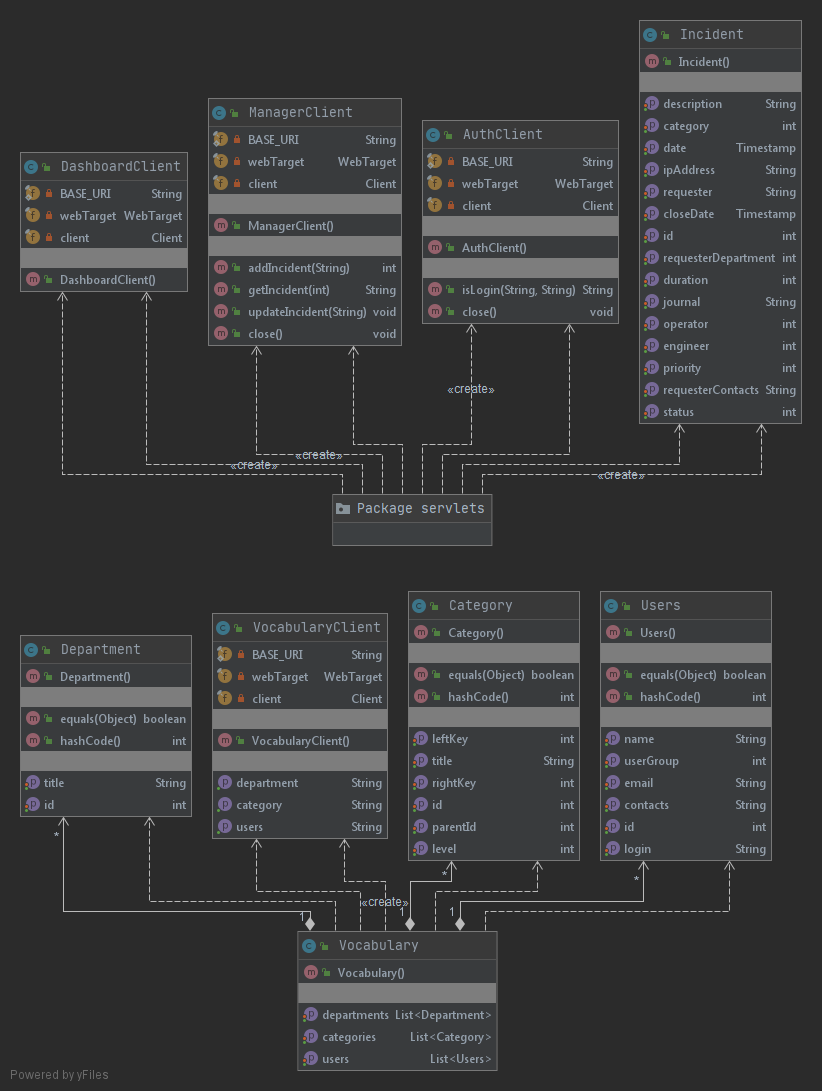 DashboardClient
BASE_URI String
webTarget WebTarget
client Client
DashboardClient()
ManagerClient
BASE_URI String
webTarget WebTarget
client Client
ManagerClient()
addIncident(String) int
getIncident(int) String
updateIncident(String) void
close() void
AuthClient
BASE_URI String
webTarget WebTarget
client Client
AuthClient()
isLogin(String, String) String
close() void
Incident
Incident()
description String
category int
date Timestamp
ipAddress String
requester String
closeDate Timestamp
id int
requesterDepartment int
duration int
journal String
operator int
engineer int
priority int
requesterContacts String
status int
«create»
«create»
«create»
«create»
Package servlets
Department
Department()
equals(Object) boolean
hashCode() int
title String
id int
VocabularyClient
BASE_URI String
webTarget WebTarget
client Client
VocabularyClient()
department String
category String
users String
Category
Category()
equals(Object) boolean
hashCode() int
leftKey int
title String
rightKey int
id int
parentId int
level int
Users
Users()
equals(Object) boolean
hashCode() int
name String
userGroup int
email String
contacts String
id int
login String
*
*
*
«create»
1
1
1
Vocabulary
Vocabulary()
departments List<Department>
categories List<Category>
users List<Users>
Powered by yFiles